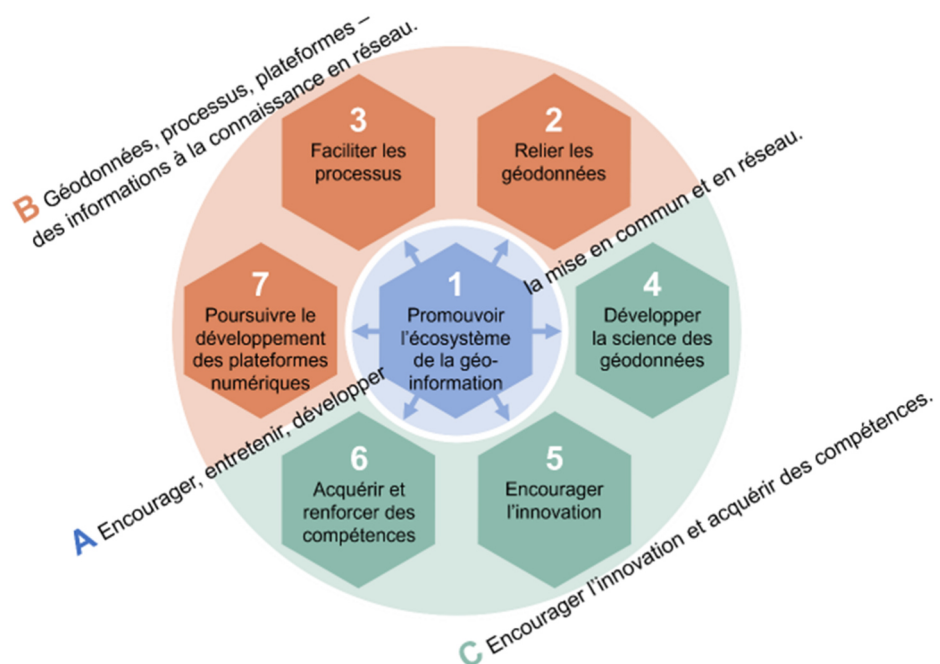 B Géodonnées, processus, plateformes –
des informations à la connaissance en réseau.
3
Faciliter les
processus
2
Relier les
géodonnées
7
Poursuivre le
développement
des plateformes
numériques
1
Promouvoir
l'écosystème
de la géo-
information
4
Développer
la science des
géodonnées
A Encourager, entretenir, développer la mise en commun et en réseau.
6
Acquérir et
renforcer des
compétences
5
Encourager
l'innovation
C Encourager l'innovation et acquérir des compétences.